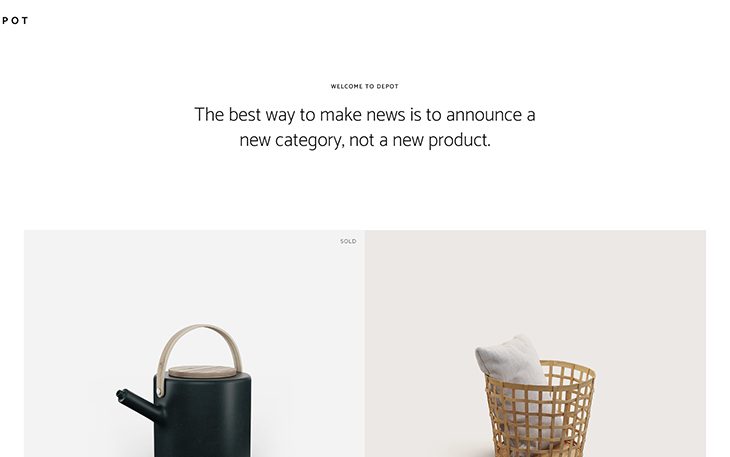 POT
WELCOME TO DEPOT
The best way to make news is to announce a
new category, not a new product.
SOLD